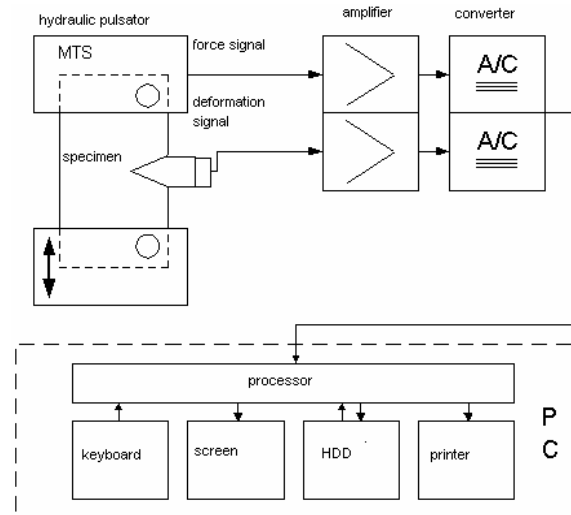 hydraulic pulsator
amplifier
converter
MTS
force signal
A/C
deformation
signal
specimen
A/C
processor
P
C
keyboard
screen
HDD
printer